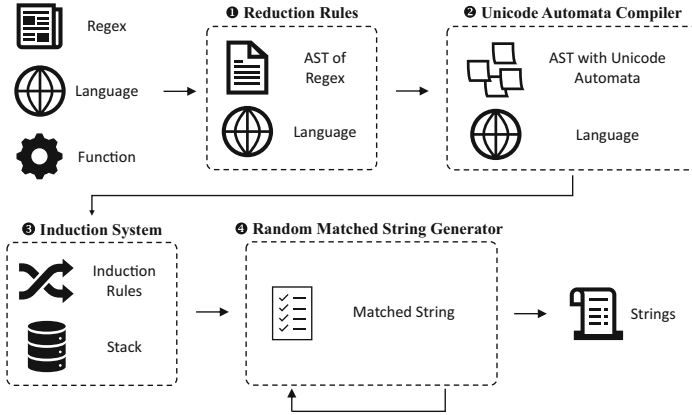 ❶ Reduction Rules
❷ Unicode Automata Compiler
Regex
Language
Function
AST of
Regex
Language
AST with Unicode
Automata
Language
❸ Induction System
❹ Random Matched String Generator
Induction
Rules
Stack
Matched String
Strings